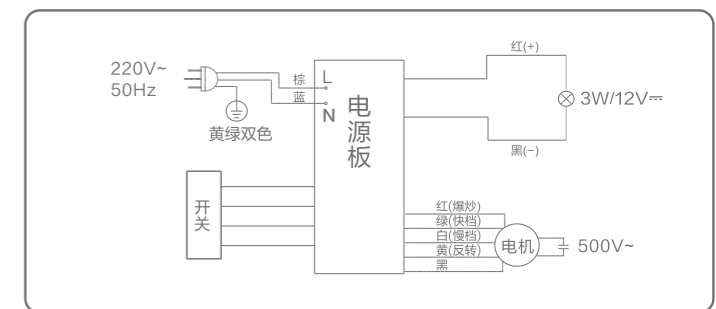 220V~
50Hz
棕
L
蓝
N
黄绿双色
电源板
开关
红(+)
3W/12V⎓
黑(-)
红(爆炒)
绿(快档)
白(慢档)
黄(反转)
黑
电机
500V~